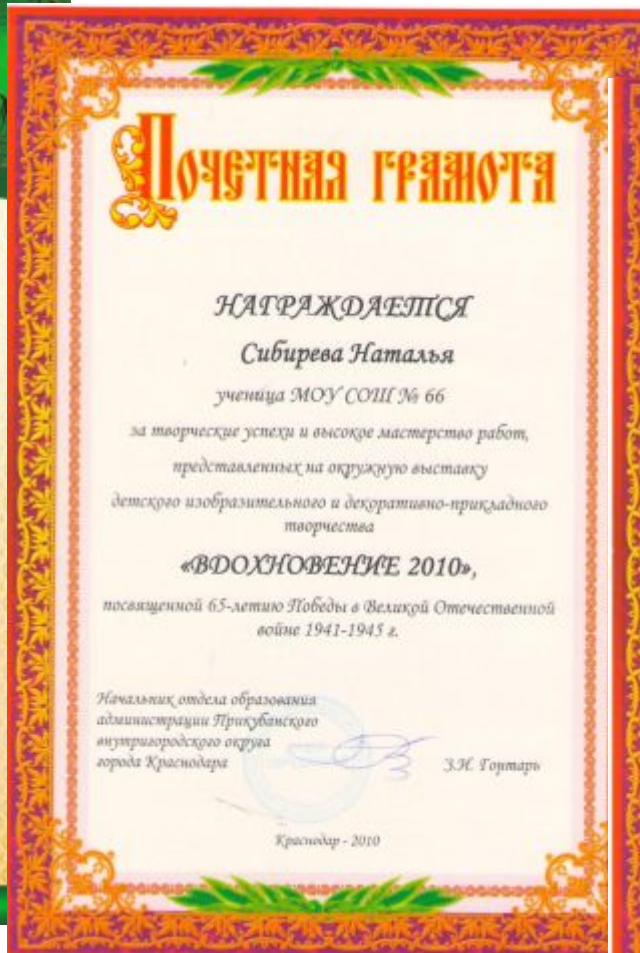 Почетная грамота
НАГРАЖДАЕТСЯ
Сибирева Наталья
ученица МОУ СОШ № 66
за творческие успехи и высокое мастерство работ,
представленных на окружную выставку
детского изобразительного и декоративно-прикладного
творчества
«ВДОХНОВЕНИЕ 2010»,
посвященной 65-летию Победы в Великой Отечественной
войне 1941-1945 г.
Начальник отдела образования
администрации Прикубанского
внутригородского округа
города Краснодара
З.И. Гонтарь
Краснодар - 2010